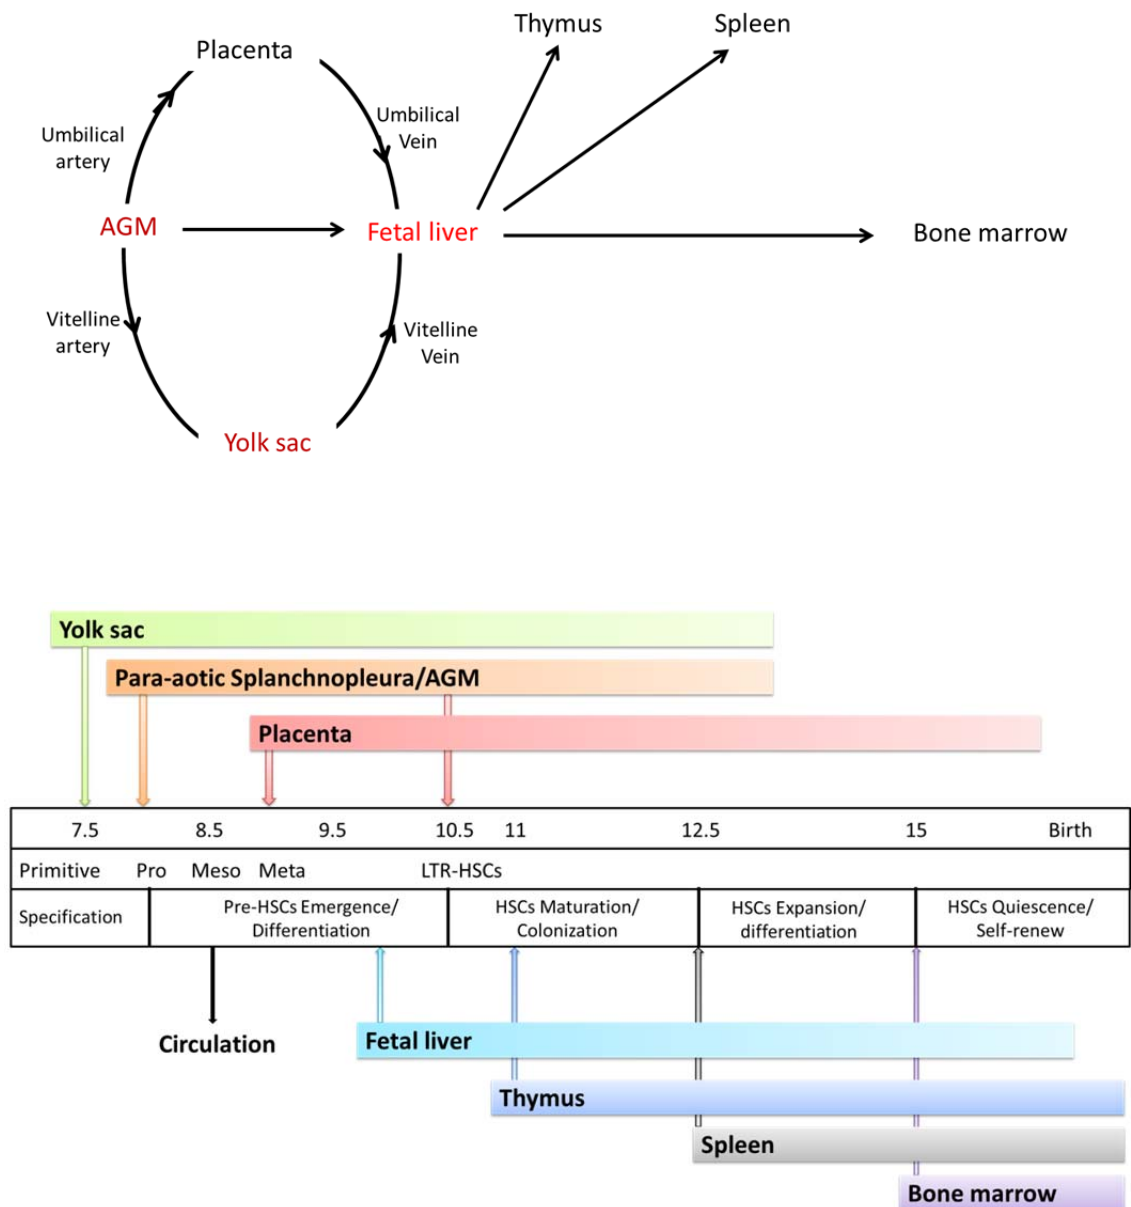 Thymus
Spleen
Placenta
Umbilical
artery
Umbilical
Vein
AGM
Fetal liver
Bone marrow
Vitelline
artery
Vitelline
Vein
Yolk sac
Yolk sac
Para-aotic Splanchnopleura/AGM
Placenta
7.5 8.5 9.5 10.5 11 12.5 15 Birth
Primitive Pro Meso Meta LTR-HSCs
Specification
Pre-HSCs Emergence/
Differentiation
HSCs Maturation/
Colonization
HSCs Expansion/
differentiation
HSCs Quiescence/
Self-renew
Circulation
Fetal liver
Thymus
Spleen
Bone marrow